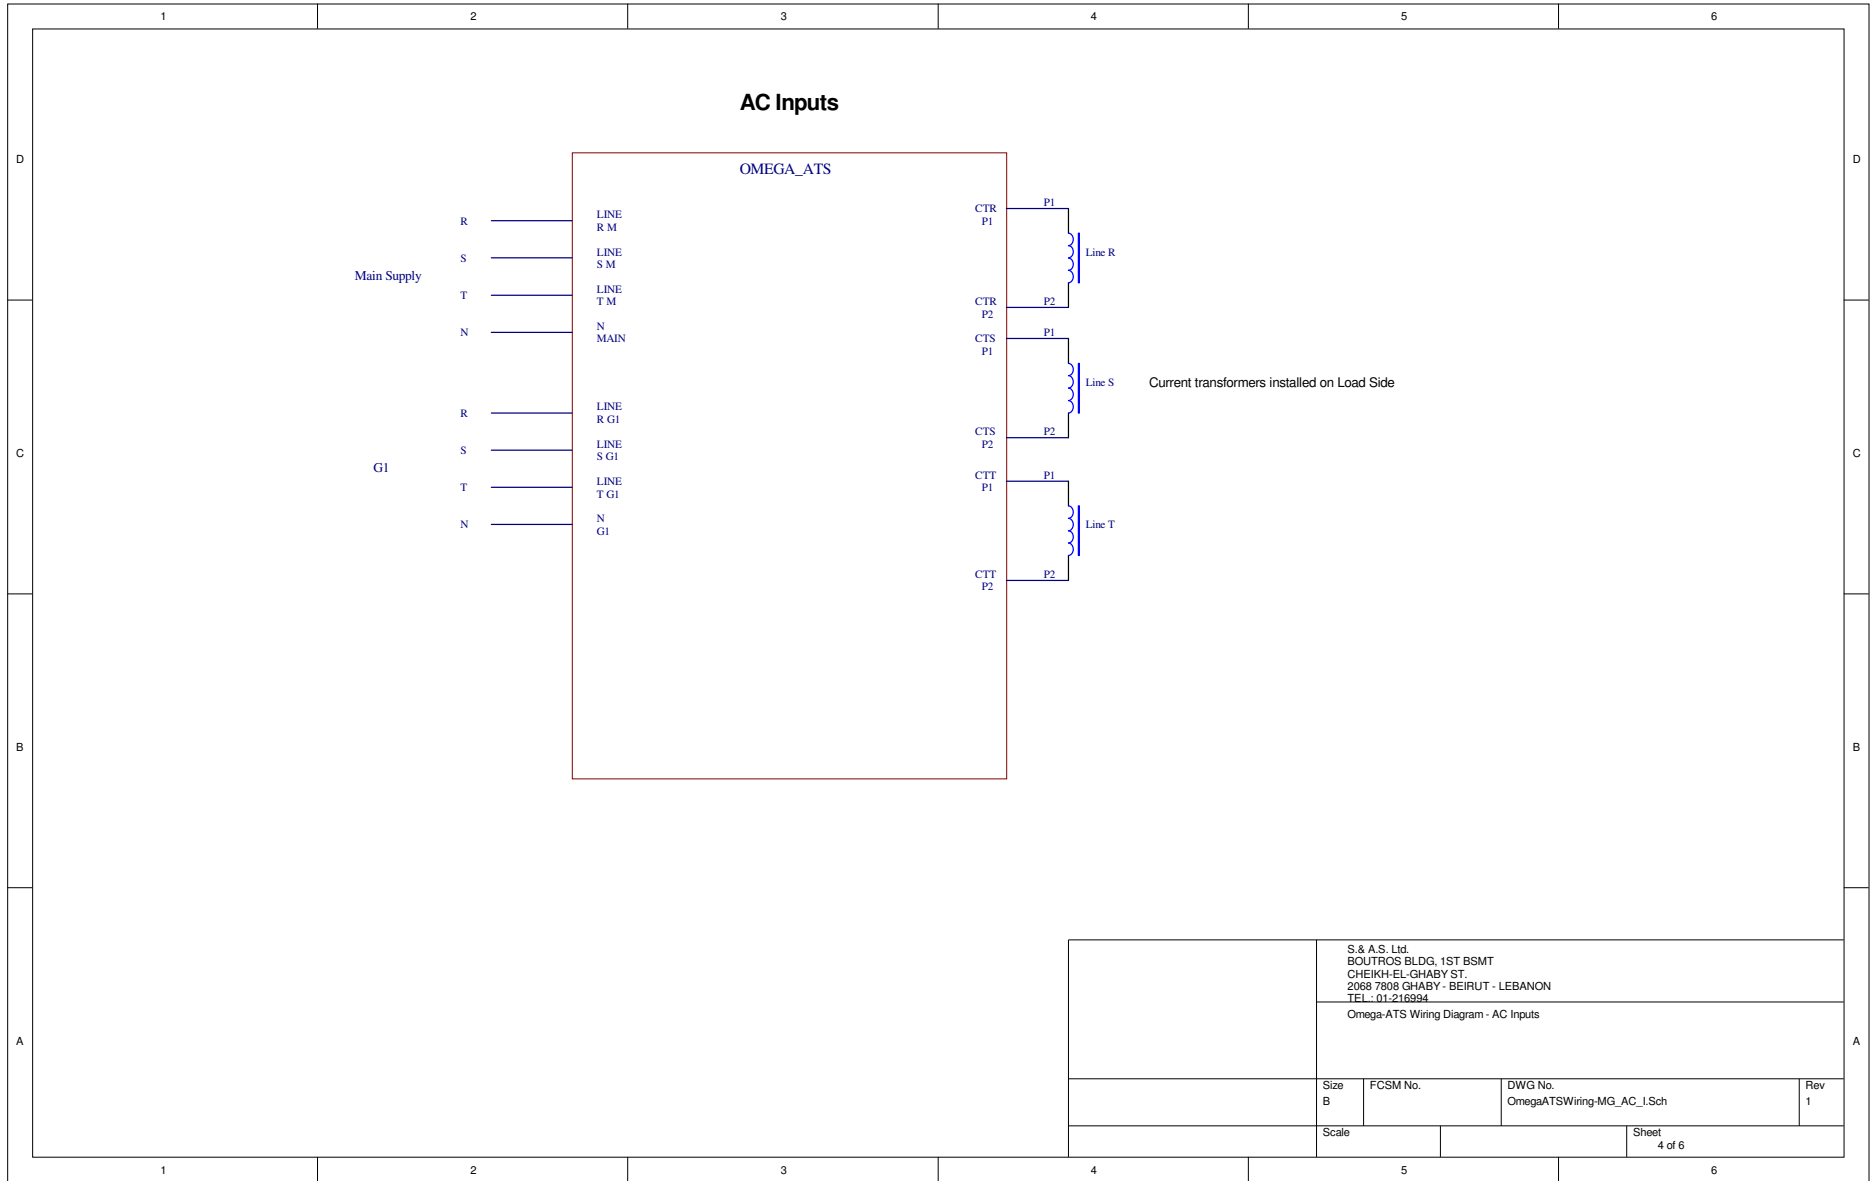 1 2 3 4 5 6
AC Inputs
D D
OMEGA_ATS
Main Supply
R LINE
R M
S LINE
S M
T LINE
T M
N N
MAIN
G1
R LINE
R G1
S LINE
S G1
T LINE
T G1
N N
G1
CTR P1
P1
Line R
CTR P2
P2
CTS P1
P1
Line S
Current transformers installed on Load Side
CTS P2
P2
CTT P1
P1
Line T
CTT P2
P2
C C
B B
A A
S.& A.S. Ltd.
BOUTROS BLDG, 1ST BSMT
CHEIKH-EL-GHABY ST.
2068 7808 GHABY - BEIRUT - LEBANON
TEL.: 01-216994
Omega-ATS Wiring Diagram - AC Inputs
Size FCSM No. DWG No. Rev
B OmegaATSWiring-MG_AC_I.Sch 1
Scale Sheet
4 of 6
1 2 3 4 5 6